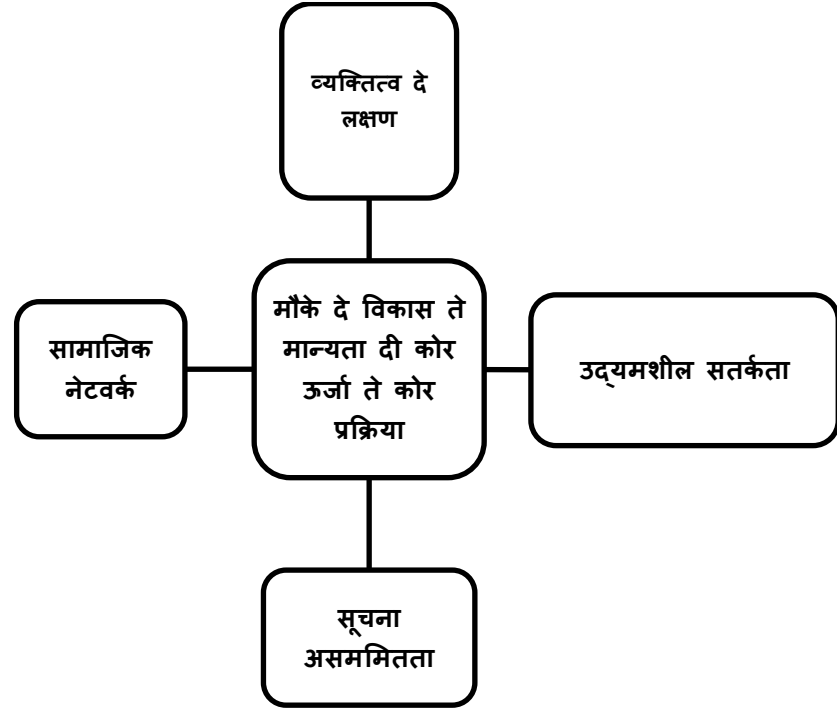 व्यक्तित्व दे
लक्षण
मौके दे विकास ते
मान्यता दी कोर
ऊर्जा ते कोर
प्रक्रिया
सामाजिक
नेटवर्क
उद्यमशील सतर्कता
सूचना
असममितता